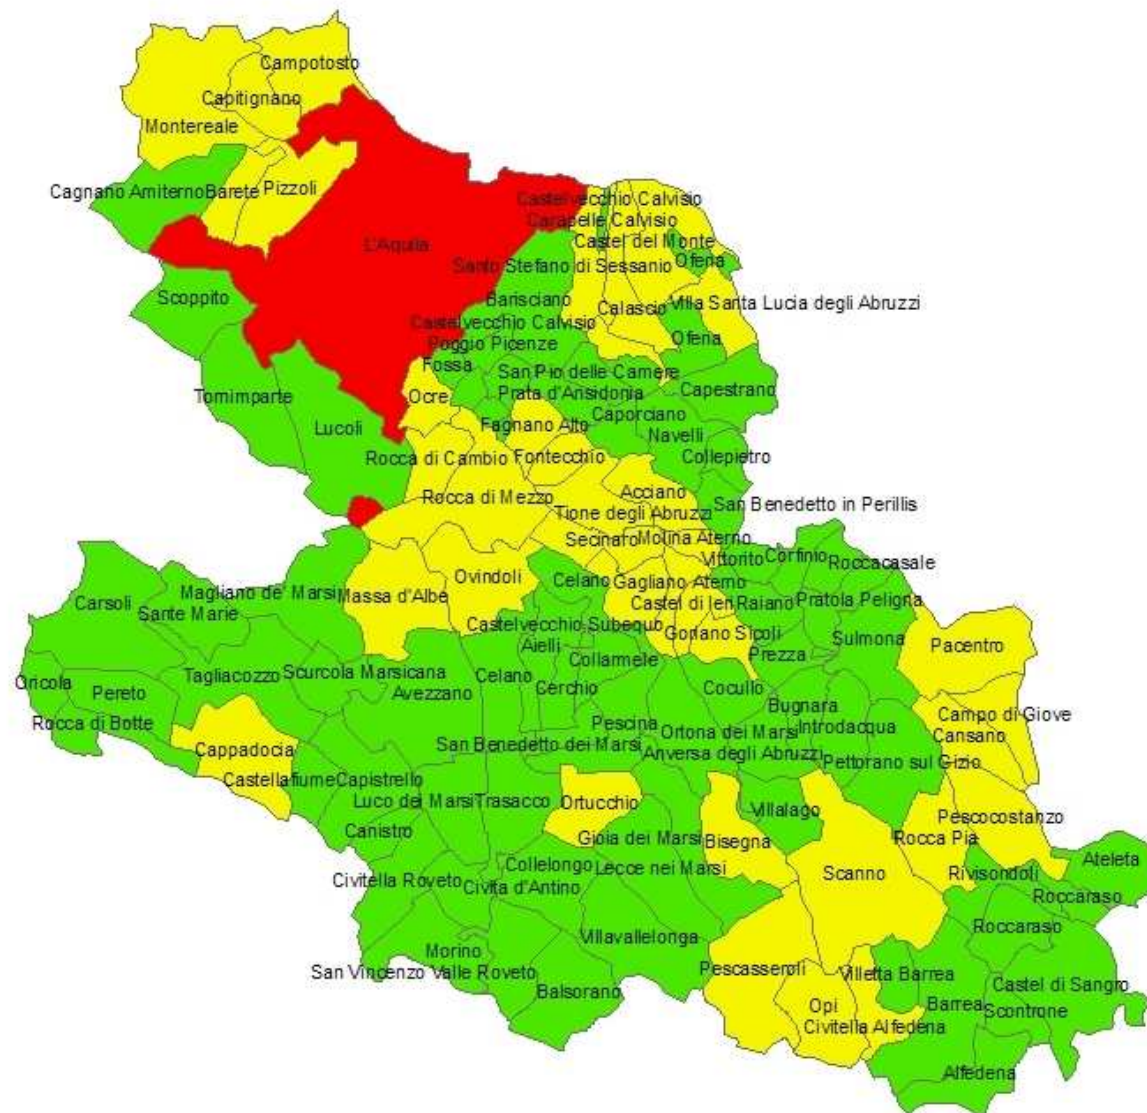 Campotosto
Capitignano
Montereale
Cagnano Amiterno
Barete
Pizzoli
Castelvecchio Calvisio
Carapelle Calvisio
L'Aquila
Castel del Monte
Ofena
Santo Stefano di Sessanio
Scoppito
Barisciano
Calascio
Villa Santa Lucia degli Abruzzi
Castelvecchio Calvisio
Poggio Picenze
Ofena
Fossa
San Pio delle Camere
Tornimparte
Ocre
Prata d'Ansidonia
Capestrano
Lucoli
Fagnano Alto
Caporciano
Navelli
Rocca di Cambio
Fontecchio
Collepietro
Rocca di Mezzo
Acciano
San Benedetto in Perillis
Tione degli Abruzzi
Secinaro
Molina Aterno
Vittorito
Corfinio
Roccacasale
Ovindoli
Celano
Gagliano Aterno
Magliano de' Marsi
Massa d'Albe
Carsoli
Sante Marie
Castel di Ieri
Raiano
Pratola Peligna
Castelvecchio Subequo
Goriano Sicoli
Sulmona
Pacentro
Aielli
Collarmele
Prezza
Oricola
Pereto
Tagliacozzo
Scurcola Marsicana
Avezzano
Celano
Cerchio
Cocullo
Bugnara
Rocca di Botte
Pescina
Ortona dei Marsi
Introdacqua
Campo di Giove
Cansano
Cappadocia
San Benedetto dei Marsi
Anversa degli Abruzzi
Pettorano sul Gizio
Castellafiume
Capistrello
Luco dei Marsi
Trasacco
Ortucchio
Villalago
Pescocostanzo
Canistro
Gioia dei Marsi
Bisegna
Rocca Pia
Ateleta
Civitella Roveto
Collelongo
Lecce nei Marsi
Scanno
Rivisondoli
Civita d'Antino
Roccaraso
Roccaraso
Morino
Villavallelonga
San Vincenzo Valle Roveto
Pescasseroli
Villetta Barrea
Castel di Sangro
Balsorano
Opi
Barrea
Scontrone
Civitella Alfedena
Alfedena